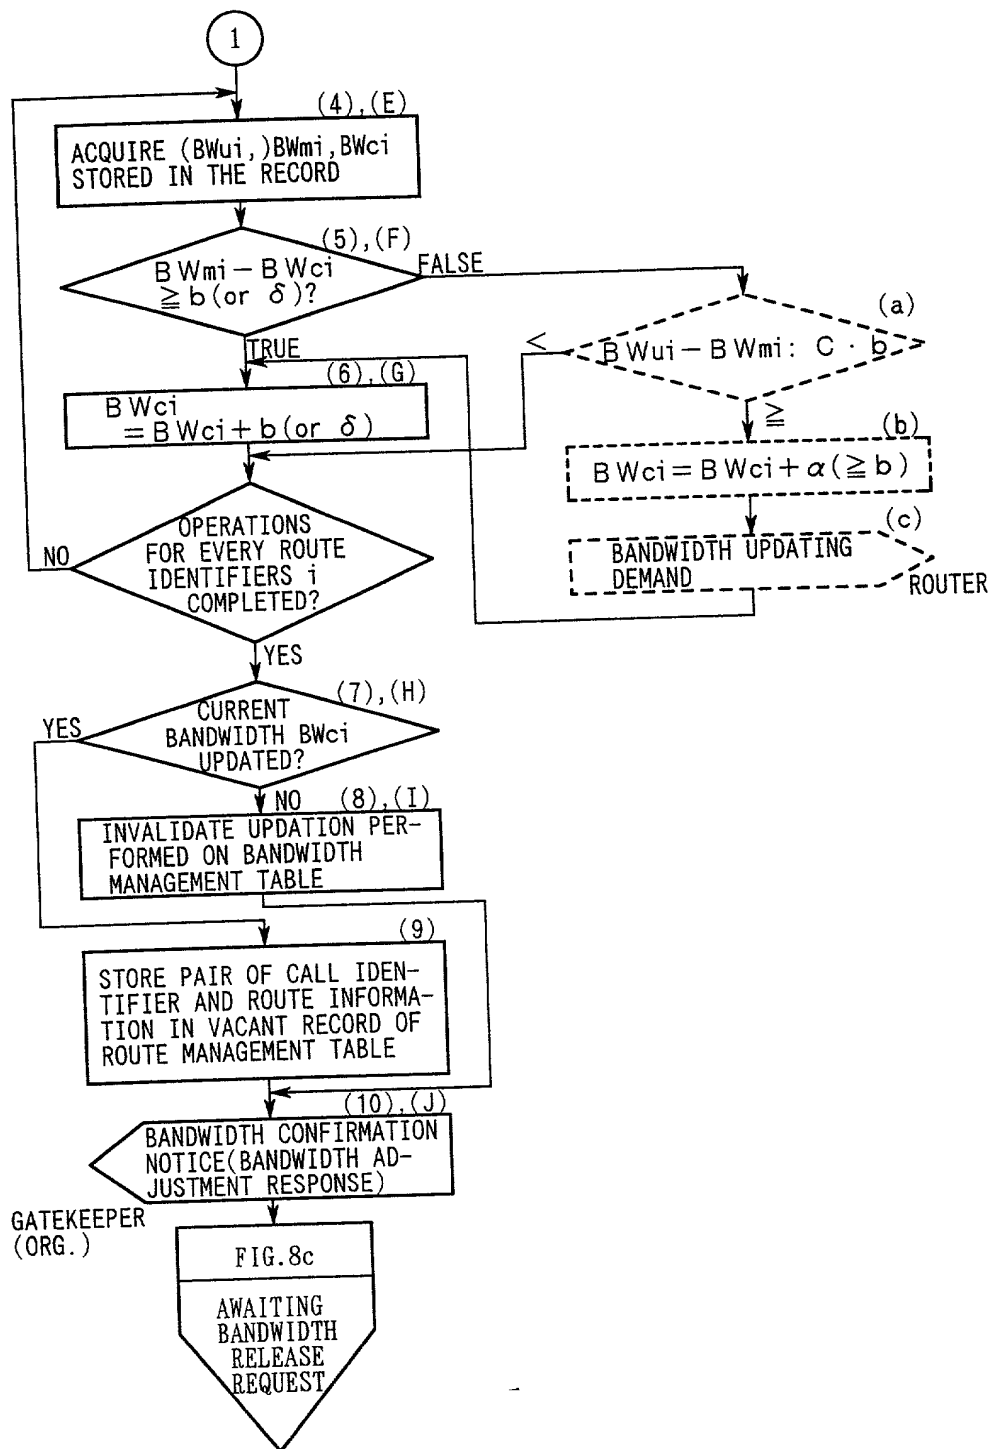 1
(4),(E)
ACQUIRE (BWui,)BWmi,BWci
STORED IN THE RECORD
(5),(F)
BWmi−BWci
≧b(or δ)?
FALSE
TRUE
(a)
<
BWui−BWmi: C・b
≧
(6),(G)
BWci
=BWci+b(or δ)
(b)
BWci=BWci+α(≧b)
(c)
BANDWIDTH UPDATING
DEMAND
ROUTER
OPERATIONS
FOR EVERY ROUTE
IDENTIFIERS i
COMPLETED?
NO
YES
(7),(H)
CURRENT
BANDWIDTH BWci
UPDATED?
YES
NO
(8),(I)
INVALIDATE UPDATION PER-
FORMED ON BANDWIDTH
MANAGEMENT TABLE
(9)
STORE PAIR OF CALL IDEN-
TIFIER AND ROUTE INFORMA-
TION IN VACANT RECORD OF
ROUTE MANAGEMENT TABLE
(10),(J)
BANDWIDTH CONFIRMATION
NOTICE(BANDWIDTH AD-
JUSTMENT RESPONSE)
GATEKEEPER
(ORG.)
FIG.8c
AWAITING
BANDWIDTH
RELEASE
REQUEST